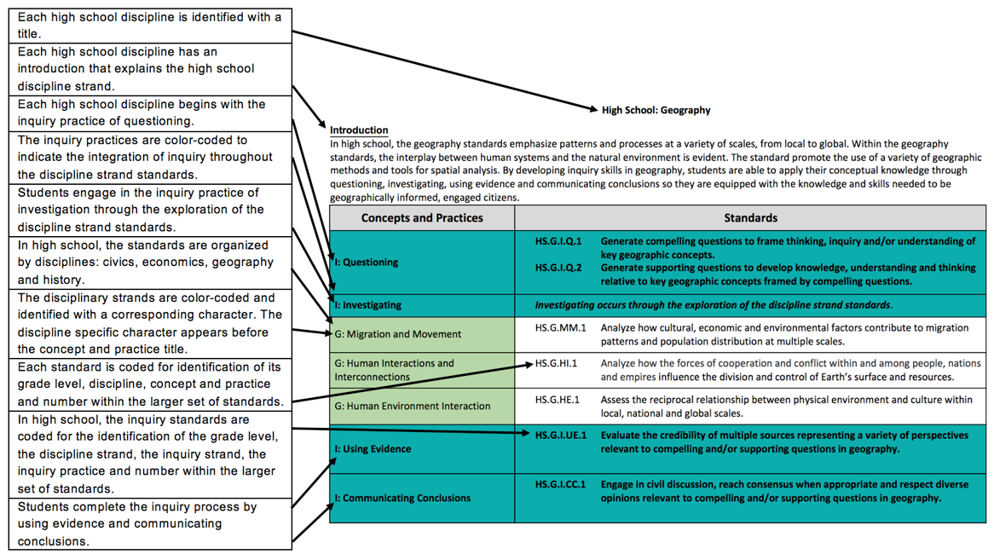 Each high school discipline is identified with a
title.
Each high school discipline has an
introduction that explains the high school
discipline strand.
Each high school discipline begins with the
inquiry practice of questioning.
The inquiry practices are color-coded to
indicate the integration of inquiry throughout
the discipline strand standards.
Students engage in the inquiry practice of
investigation through the exploration of the
discipline strand standards.
In high school, the standards are organized
by disciplines: civics, economics, geography
and history.
The disciplinary strands are color-coded and
identified with a corresponding character. The
discipline specific character appears before
the concept and practice title.
Each standard is coded for identification of its
grade level, discipline, concept and practice
and number within the larger set of standards.
In high school, the inquiry standards are
coded for the identification of the grade level,
the discipline strand, the inquiry strand, the
inquiry practice and number within the larger
set of standards.
Students complete the inquiry process by
using evidence and communicating
conclusions.
High School: Geography
Introduction
In high school, the geography standards emphasize patterns and processes at a variety of scales, from local to global. Within the geography
standards, the interplay between human systems and the natural environment is evident. The standard promote the use of a variety of geographic
methods and tools for spatial analysis. By developing inquiry skills in geography, students are able to apply their conceptual knowledge through
questioning, investigating, using evidence and communicating conclusions so they are equipped with the knowledge and skills needed to be
geographically informed, engaged citizens.
Concepts and Practices
Standards
I: Questioning
HS.G.I.Q.1 Generate compelling questions to frame thinking, inquiry and/or understanding of
key geographic concepts.
HS.G.I.Q.2 Generate supporting questions to develop knowledge, understanding and thinking
relative to key geographic concepts framed by compelling questions.
I: Investigating
Investigating occurs through the exploration of the discipline strand standards.
G: Migration and Movement
HS.G.MM.1 Analyze how cultural, economic and environmental factors contribute to migration
patterns and population distribution at multiple scales.
G: Human Interactions and
Interconnections
HS.G.HI.1 Analyze how the forces of cooperation and conflict within and among people, nations
and empires influence the division and control of Earth's surface and resources.
G: Human Environment Interaction
HS.G.HE.1 Assess the reciprocal relationship between physical environment and culture within
local, national and global scales.
I: Using Evidence
HS.G.I.UE.1 Evaluate the credibility of multiple sources representing a variety of perspectives
relevant to compelling and/or supporting questions in geography.
I: Communicating Conclusions
HS.G.I.CC.1 Engage in civil discussion, reach consensus when appropriate and respect diverse
opinions relevant to compelling and/or supporting questions in geography.